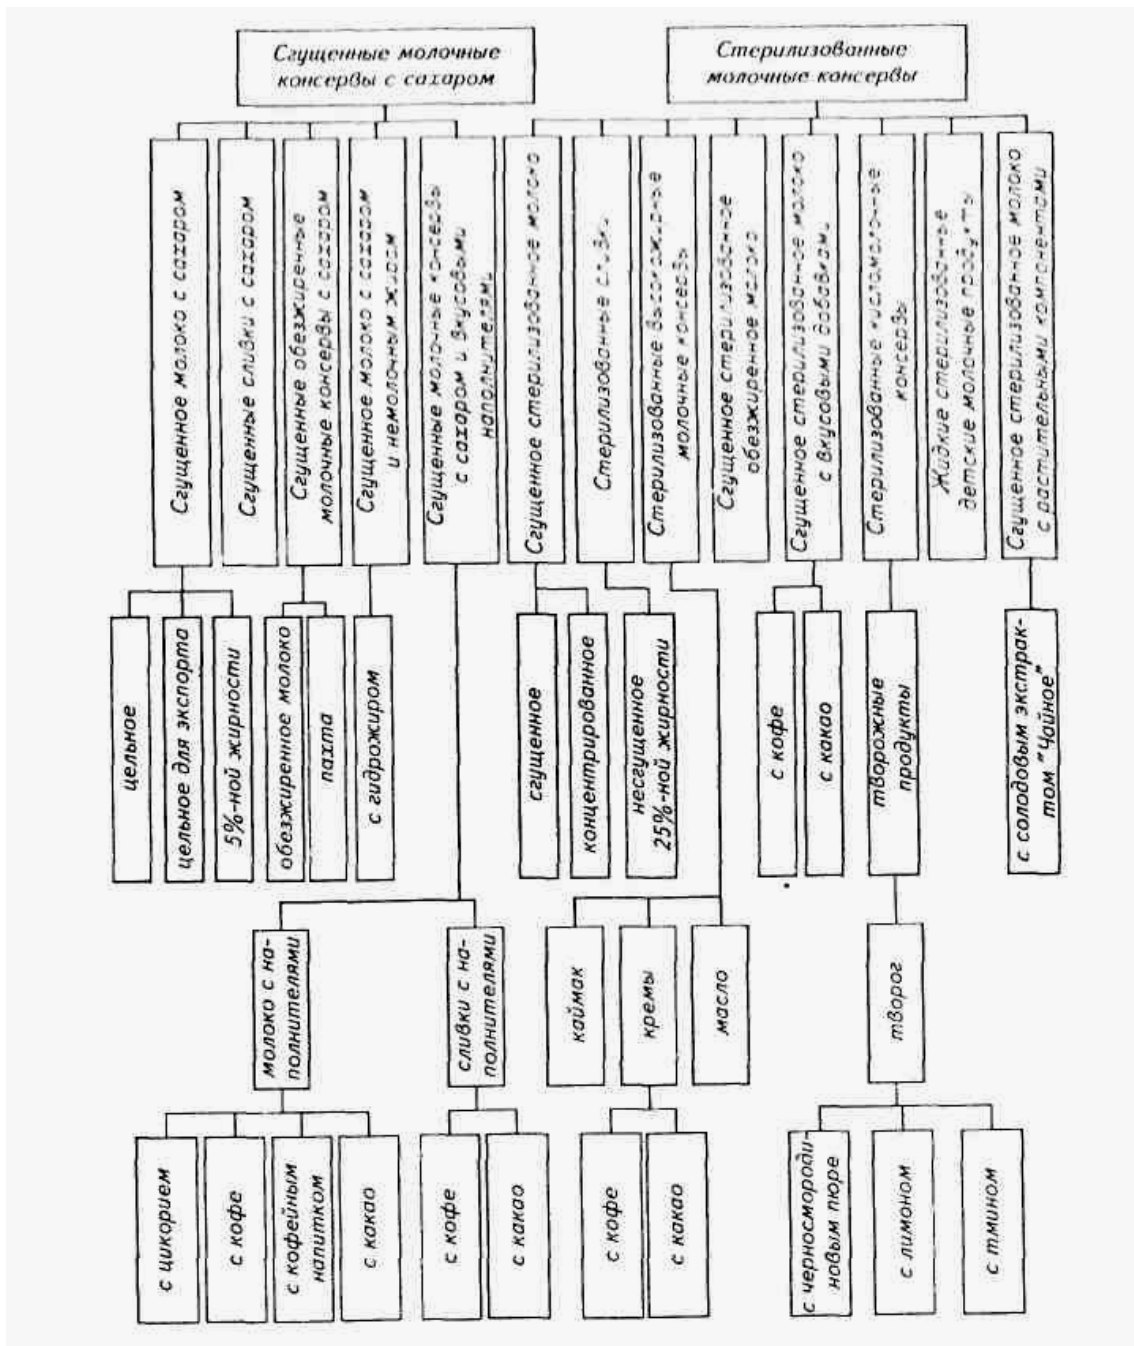 Сгущенные молочные
консервы с сахаром
Стерилизованные
молочные консервы
Сгущенное молоко с сахаром
Сгущенные сливки с сахаром
Сгущенные обезжиренные
молочные консервы с сахаром
Сгущенное молоко с сахаром
и немолочным жиром
Сгущенные молочные консервы
с сахаром и вкусовыми
наполнителями
Сгущенное стерилизованное молоко
Стерилизованные сливки
Стерилизованные высокожирные
молочные консервы
Сгущенное стерилизованное
обезжиренное молоко
Сгущенное стерилизованное молоко
с вкусовыми добавками
Стерилизованные кисломолочные
консервы
Жидкие стерилизованные
детские молочные продукты
Сгущенное стерилизованное молоко
с растительными компонентами
цельное
цельное для экспорта
5%-ной жирности
обезжиренное молоко
пахта
с гидрожиром
сгущенное
концентрированное
несгущенное
25%-ной жирности
с кофе
с какао
творожные
продукты
с солодовым экстрак-
том "Чайное"
молоко с на-
полнителями
сливки с на-
полнителями
каймак
кремы
масло
творог
с цикорием
с кофе
с кофейным
напитком
с какао
с кофе
с какао
с кофе
с какао
с черносмороди-
новым пюре
с лимоном
с тмином